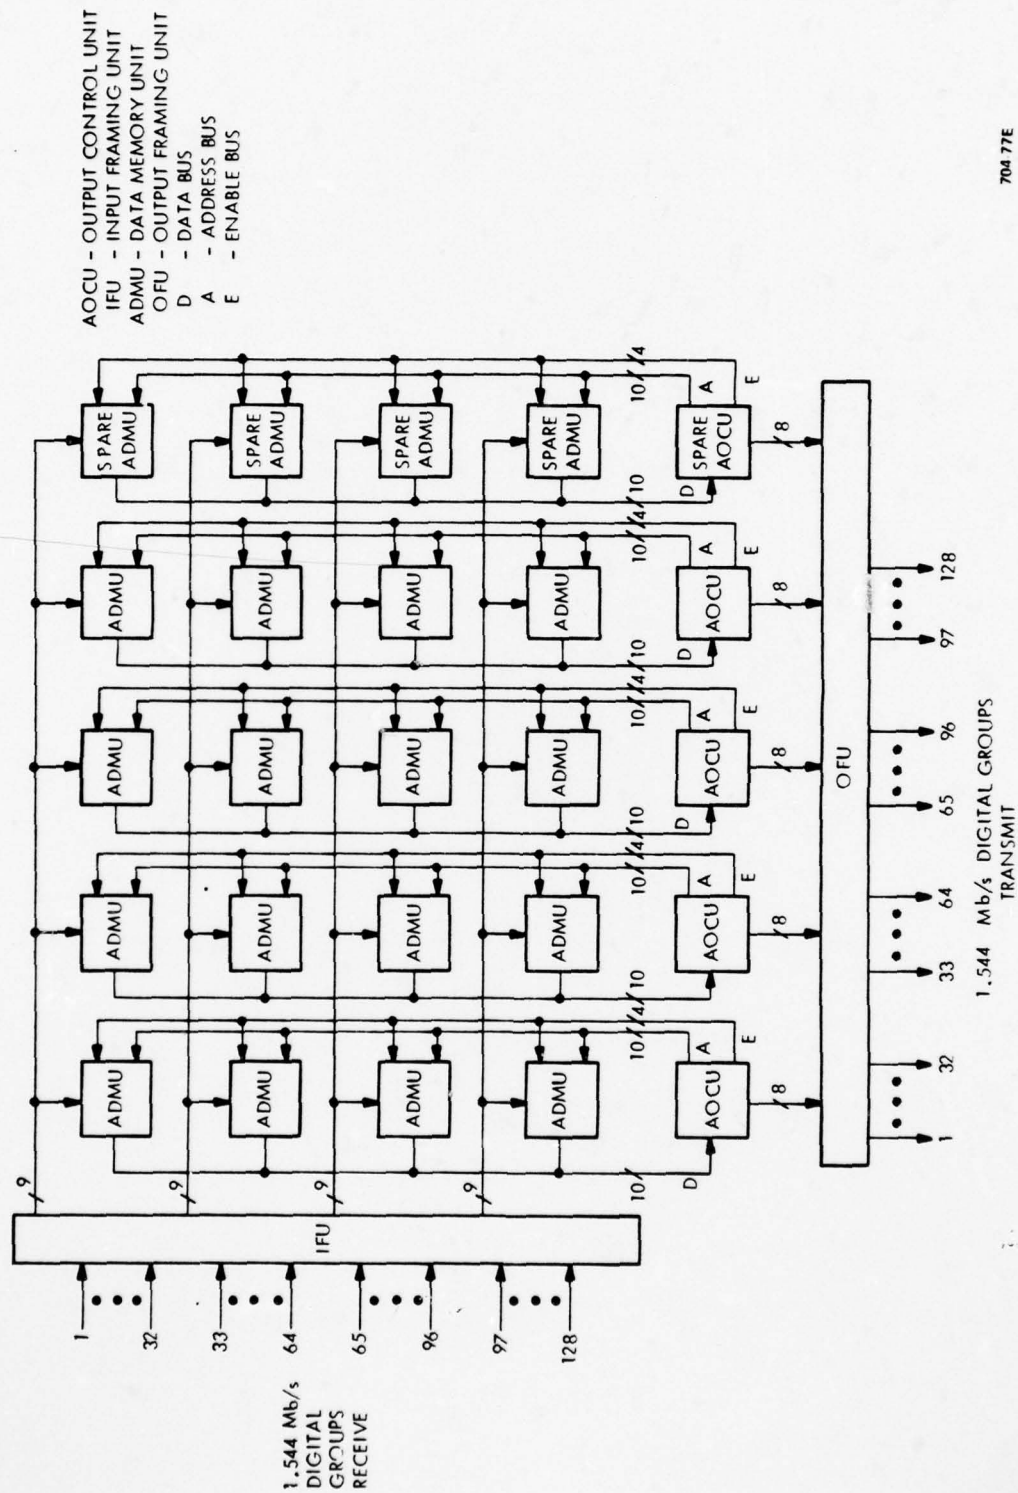 AOCU - OUTPUT CONTROL UNIT
IFU - INPUT FRAMING UNIT
ADMU - DATA MEMORY UNIT
OFU - OUTPUT FRAMING UNIT
D - DATA BUS
A - ADDRESS BUS
E - ENABLE BUS
1.544 Mb/s
DIGITAL
GROUPS
RECEIVE
1
32
33
64
65
96
97
128
IFU
9
9
9
9
ADMU
ADMU
ADMU
ADMU
SPARE
ADMU
ADMU
ADMU
ADMU
ADMU
SPARE
ADMU
ADMU
ADMU
ADMU
ADMU
SPARE
ADMU
ADMU
ADMU
ADMU
ADMU
SPARE
ADMU
10/
10//4/10
10//4/10
10//4/10
10//4/10
10//4
D
A
E
A
E
D
A
E
D
A
E
D
A
E
AOCU
AOCU
AOCU
AOCU
SPARE
AOCU
8
8
8
8
8
OFU
1
32
33
64
65
96
97
128
1.544 Mb/s DIGITAL GROUPS
TRANSMIT
704 77E